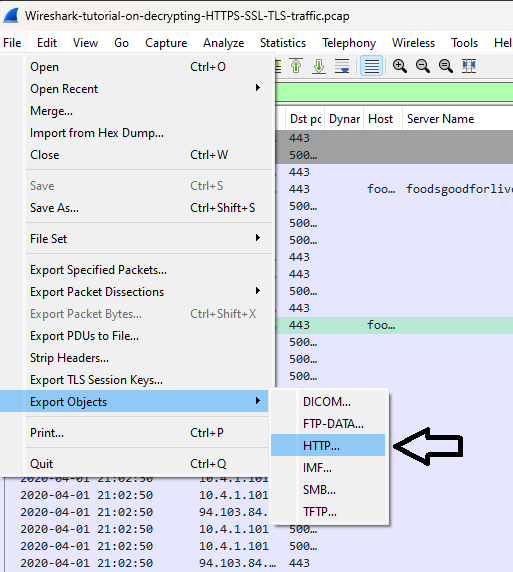 Wireshark-tutorial-on-decrypting-HTTPS-SSL-TLS-traffic.pcap
File Edit View Go Capture Analyze Statistics Telephony Wireless Tools Hel
Open Ctrl+O
Open Recent
Merge...
Import from Hex Dump...
Close Ctrl+W
Save Ctrl+S
Save As... Ctrl+Shift+S
File Set
Export Specified Packets...
Export Packet Dissections
Export Packet Bytes... Ctrl+Shift+X
Export PDUs to File...
Strip Headers...
Export TLS Session Keys...
Export Objects
Print... Ctrl+P
Quit Ctrl+Q
DICOM...
FTP-DATA...
HTTP...
IMF...
SMB...
TFTP...
Dst pc Dynar Host Server Name
443
500…
443
443 foo… foodsgoodforlive
500…
500…
500…
443
443
500…
443
443 foo…
500…
500…
500…
2020-04-01 21:02:50 10.4.1.101
2020-04-01 21:02:50 10.4.1.101
2020-04-01 21:02:50 94.103.84.…
2020-04-01 21:02:50 10.4.1.101
2020-04-01 21:02:50 10.4.1.101
2020-04-01 21:02:50 94.103.84.… 500…